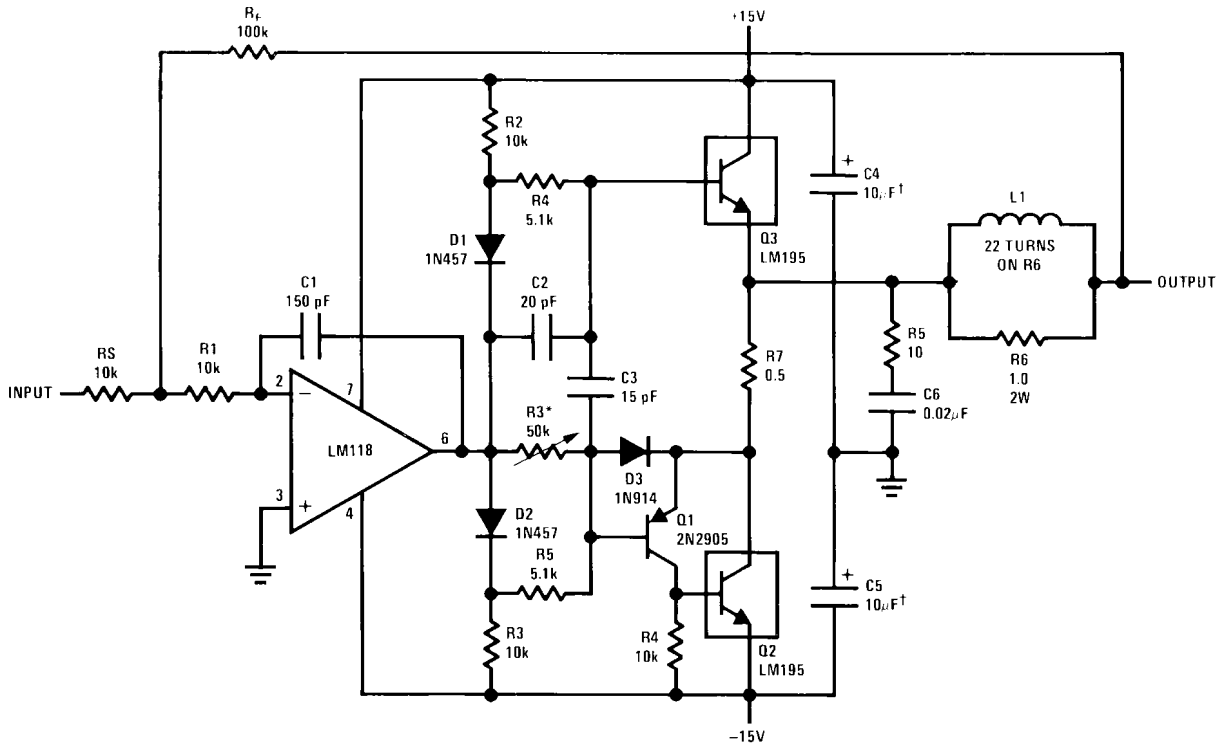 Rf
100k
+15V
R2
10k
R4
5.1k
D1
1N457
Q3
LM195
C4
10μF†
L1
22 TURNS
ON R6
OUTPUT
C1
150 pF
C2
20 pF
R5
10
R6
1.0
2W
RS
10k
R1
10k
INPUT
2
−
7
C3
15 pF
R7
0.5
C6
0.02μF
LM118
6
R3*
50k
D3
1N914
3
+
4
D2
1N457
Q1
2N2905
R5
5.1k
C5
10μF†
R3
10k
R4
10k
Q2
LM195
+
+
−15V